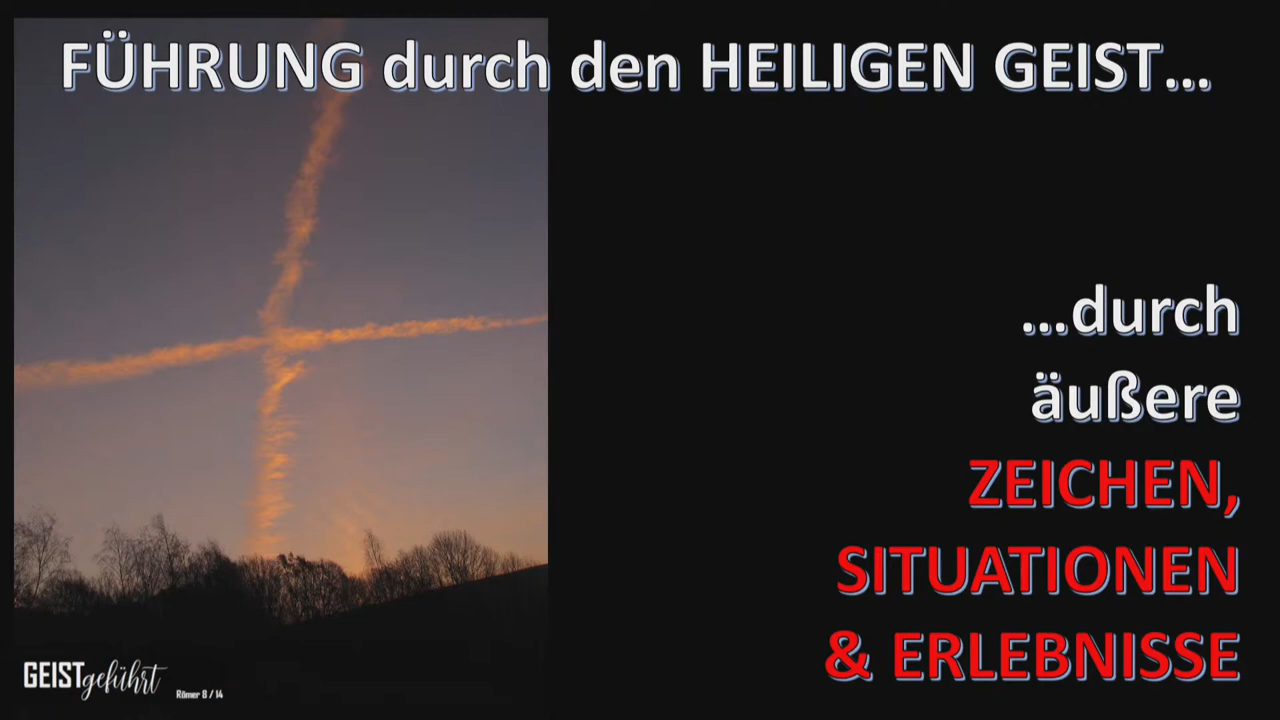 FÜHRUNG durch den HEILIGEN GEIST...
...durch
äußere
ZEICHEN,
SITUATIONEN
& ERLEBNISSE
GEISTgeführt
Römer 8 / 14